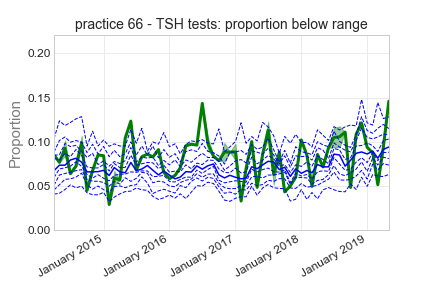 practice 66 - TSH tests: proportion below range
Proportion
0.20
0.15
0.10
0.05
0.00
January 2015
January 2016
January 2017
January 2018
January 2019